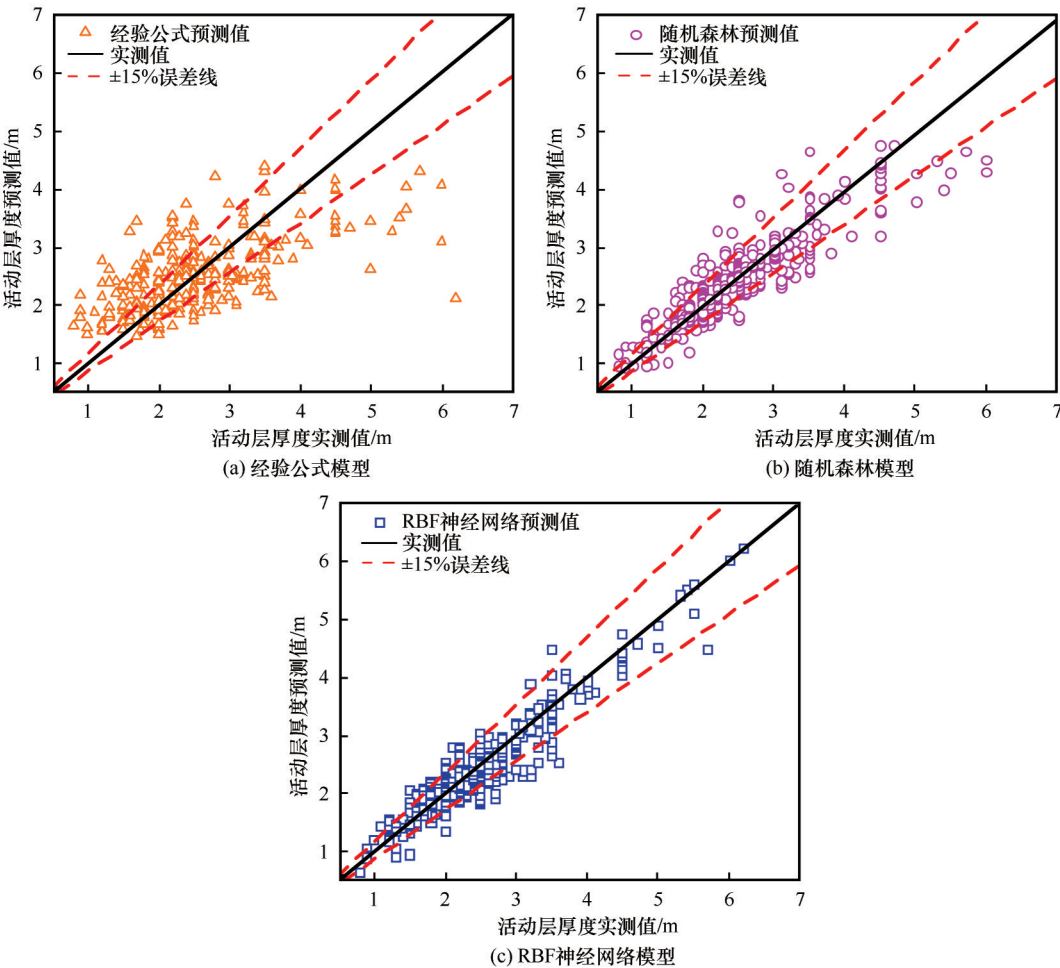 经验公式预测值
实测值
±15%误差线
7
6
5
4
3
2
1
活动层厚度预测值/m
1 2 3 4 5 6 7
活动层厚度实测值/m
(a) 经验公式模型
随机森林预测值
实测值
±15%误差线
7
6
5
4
3
2
1
活动层厚度预测值/m
1 2 3 4 5 6 7
活动层厚度实测值/m
(b) 随机森林模型
RBF神经网络预测值
实测值
±15%误差线
7
6
5
4
3
2
1
活动层厚度预测值/m
1 2 3 4 5 6 7
活动层厚度实测值/m
(c) RBF神经网络模型